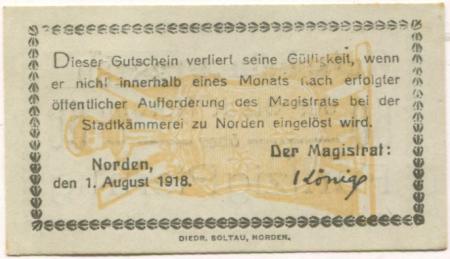 Dieser Gutschein verliert seine Gültigkeit, wenn
er nicht innerhalb eines Monats nach erfolgter
öffentlicher Aufforderung des Magistrats bei der
Stadtkämmerei zu Norden eingelöst wird.
Norden,
den 1. August 1918.
Der Magistrat:
König
DIEDR. SOLTAU, NORDEN.